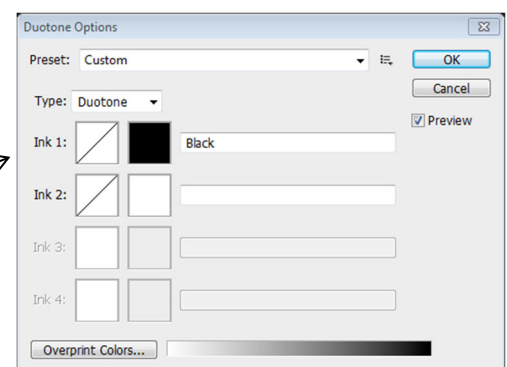 Duotone Options
Preset: Custom OK
Cancel
Type: Duotone
Preview
Ink 1: Black
Ink 2:
Ink 3:
Ink 4:
Overprint Colors...